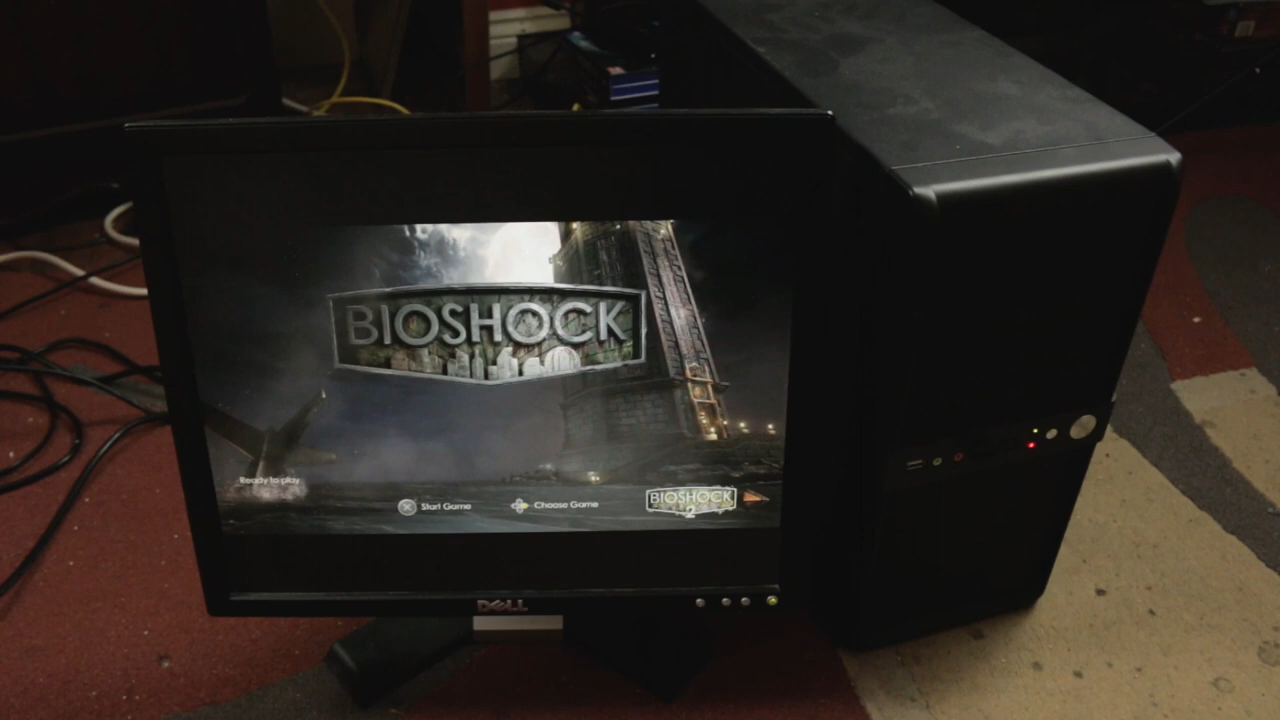 BIOSHOCK
Ready to play
Start Game
Choose Game
BIOSHOCK
2
DELL